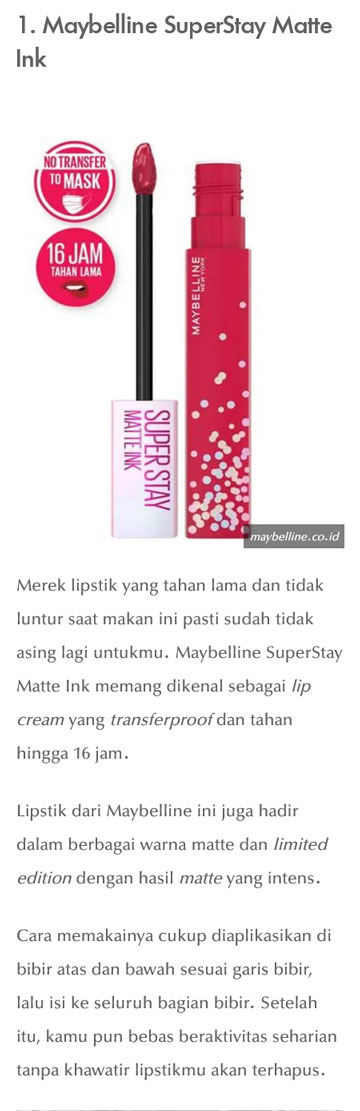 1. Maybelline SuperStay Matte
Ink
NO TRANSFER
TO MASK
16 JAM
TAHAN LAMA
MAYBELLINE
NEW YORK
SUPER STAY
MATTE INK
maybelline.co.id
Merek lipstik yang tahan lama dan tidak
luntur saat makan ini pasti sudah tidak
asing lagi untukmu. Maybelline SuperStay
Matte Ink memang dikenal sebagai lip
cream yang transferproof dan tahan
hingga 16 jam.
Lipstik dari Maybelline ini juga hadir
dalam berbagai warna matte dan limited
edition dengan hasil matte yang intens.
Cara memakainya cukup diaplikasikan di
bibir atas dan bawah sesuai garis bibir,
lalu isi ke seluruh bagian bibir. Setelah
itu, kamu pun bebas beraktivitas seharian
tanpa khawatir lipstikmu akan terhapus.